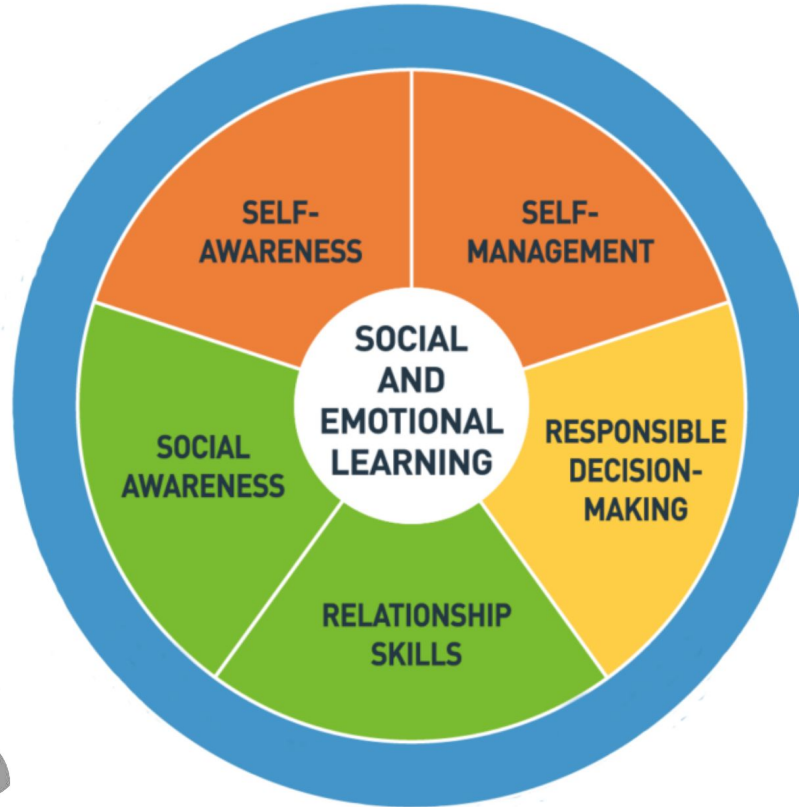 SELF-
AWARENESS
SELF-
MANAGEMENT
SOCIAL
AND
EMOTIONAL
LEARNING
SOCIAL
AWARENESS
RESPONSIBLE
DECISION-
MAKING
RELATIONSHIP
SKILLS